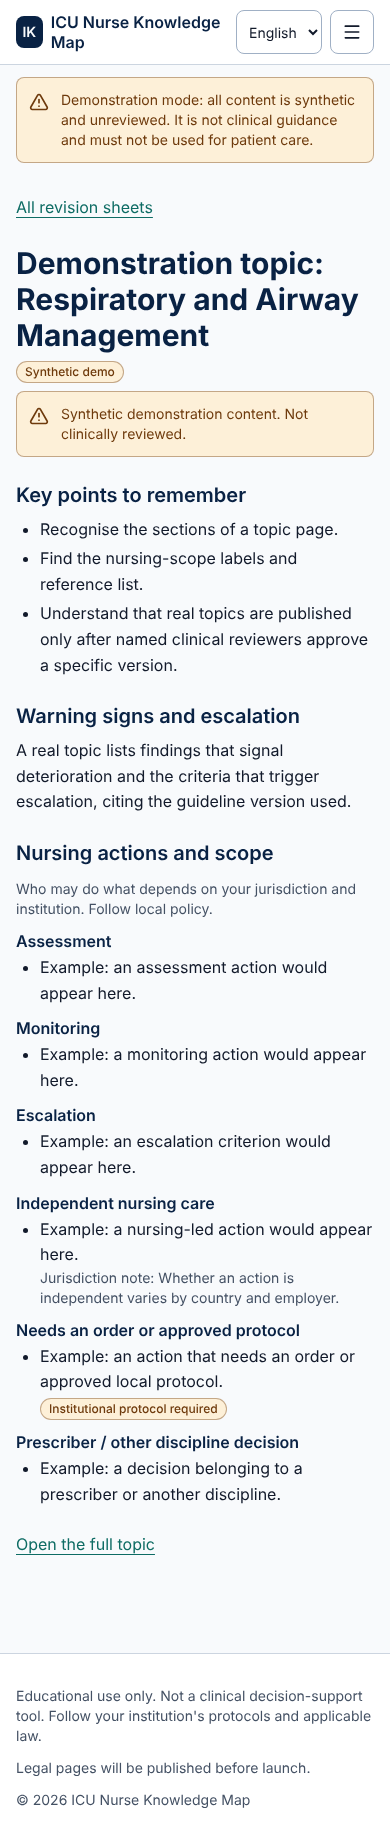 IK
ICU Nurse Knowledge
Map
English
Demonstration mode: all content is synthetic
and unreviewed. It is not clinical guidance
and must not be used for patient care.
All revision sheets
Demonstration topic:
Respiratory and Airway
Management
Synthetic demo
Synthetic demonstration content. Not
clinically reviewed.
Key points to remember
• Recognise the sections of a topic page.
• Find the nursing-scope labels and
reference list.
• Understand that real topics are published
only after named clinical reviewers approve
a specific version.
Warning signs and escalation
A real topic lists findings that signal
deterioration and the criteria that trigger
escalation, citing the guideline version used.
Nursing actions and scope
Who may do what depends on your jurisdiction and
institution. Follow local policy.
Assessment
• Example: an assessment action would
appear here.
Monitoring
• Example: a monitoring action would appear
here.
Escalation
• Example: an escalation criterion would
appear here.
Independent nursing care
• Example: a nursing-led action would appear
here.
Jurisdiction note: Whether an action is
independent varies by country and employer.
Needs an order or approved protocol
• Example: an action that needs an order or
approved local protocol.
Institutional protocol required
Prescriber / other discipline decision
• Example: a decision belonging to a
prescriber or another discipline.
Open the full topic
Educational use only. Not a clinical decision-support
tool. Follow your institution's protocols and applicable
law.
Legal pages will be published before launch.
© 2026 ICU Nurse Knowledge Map